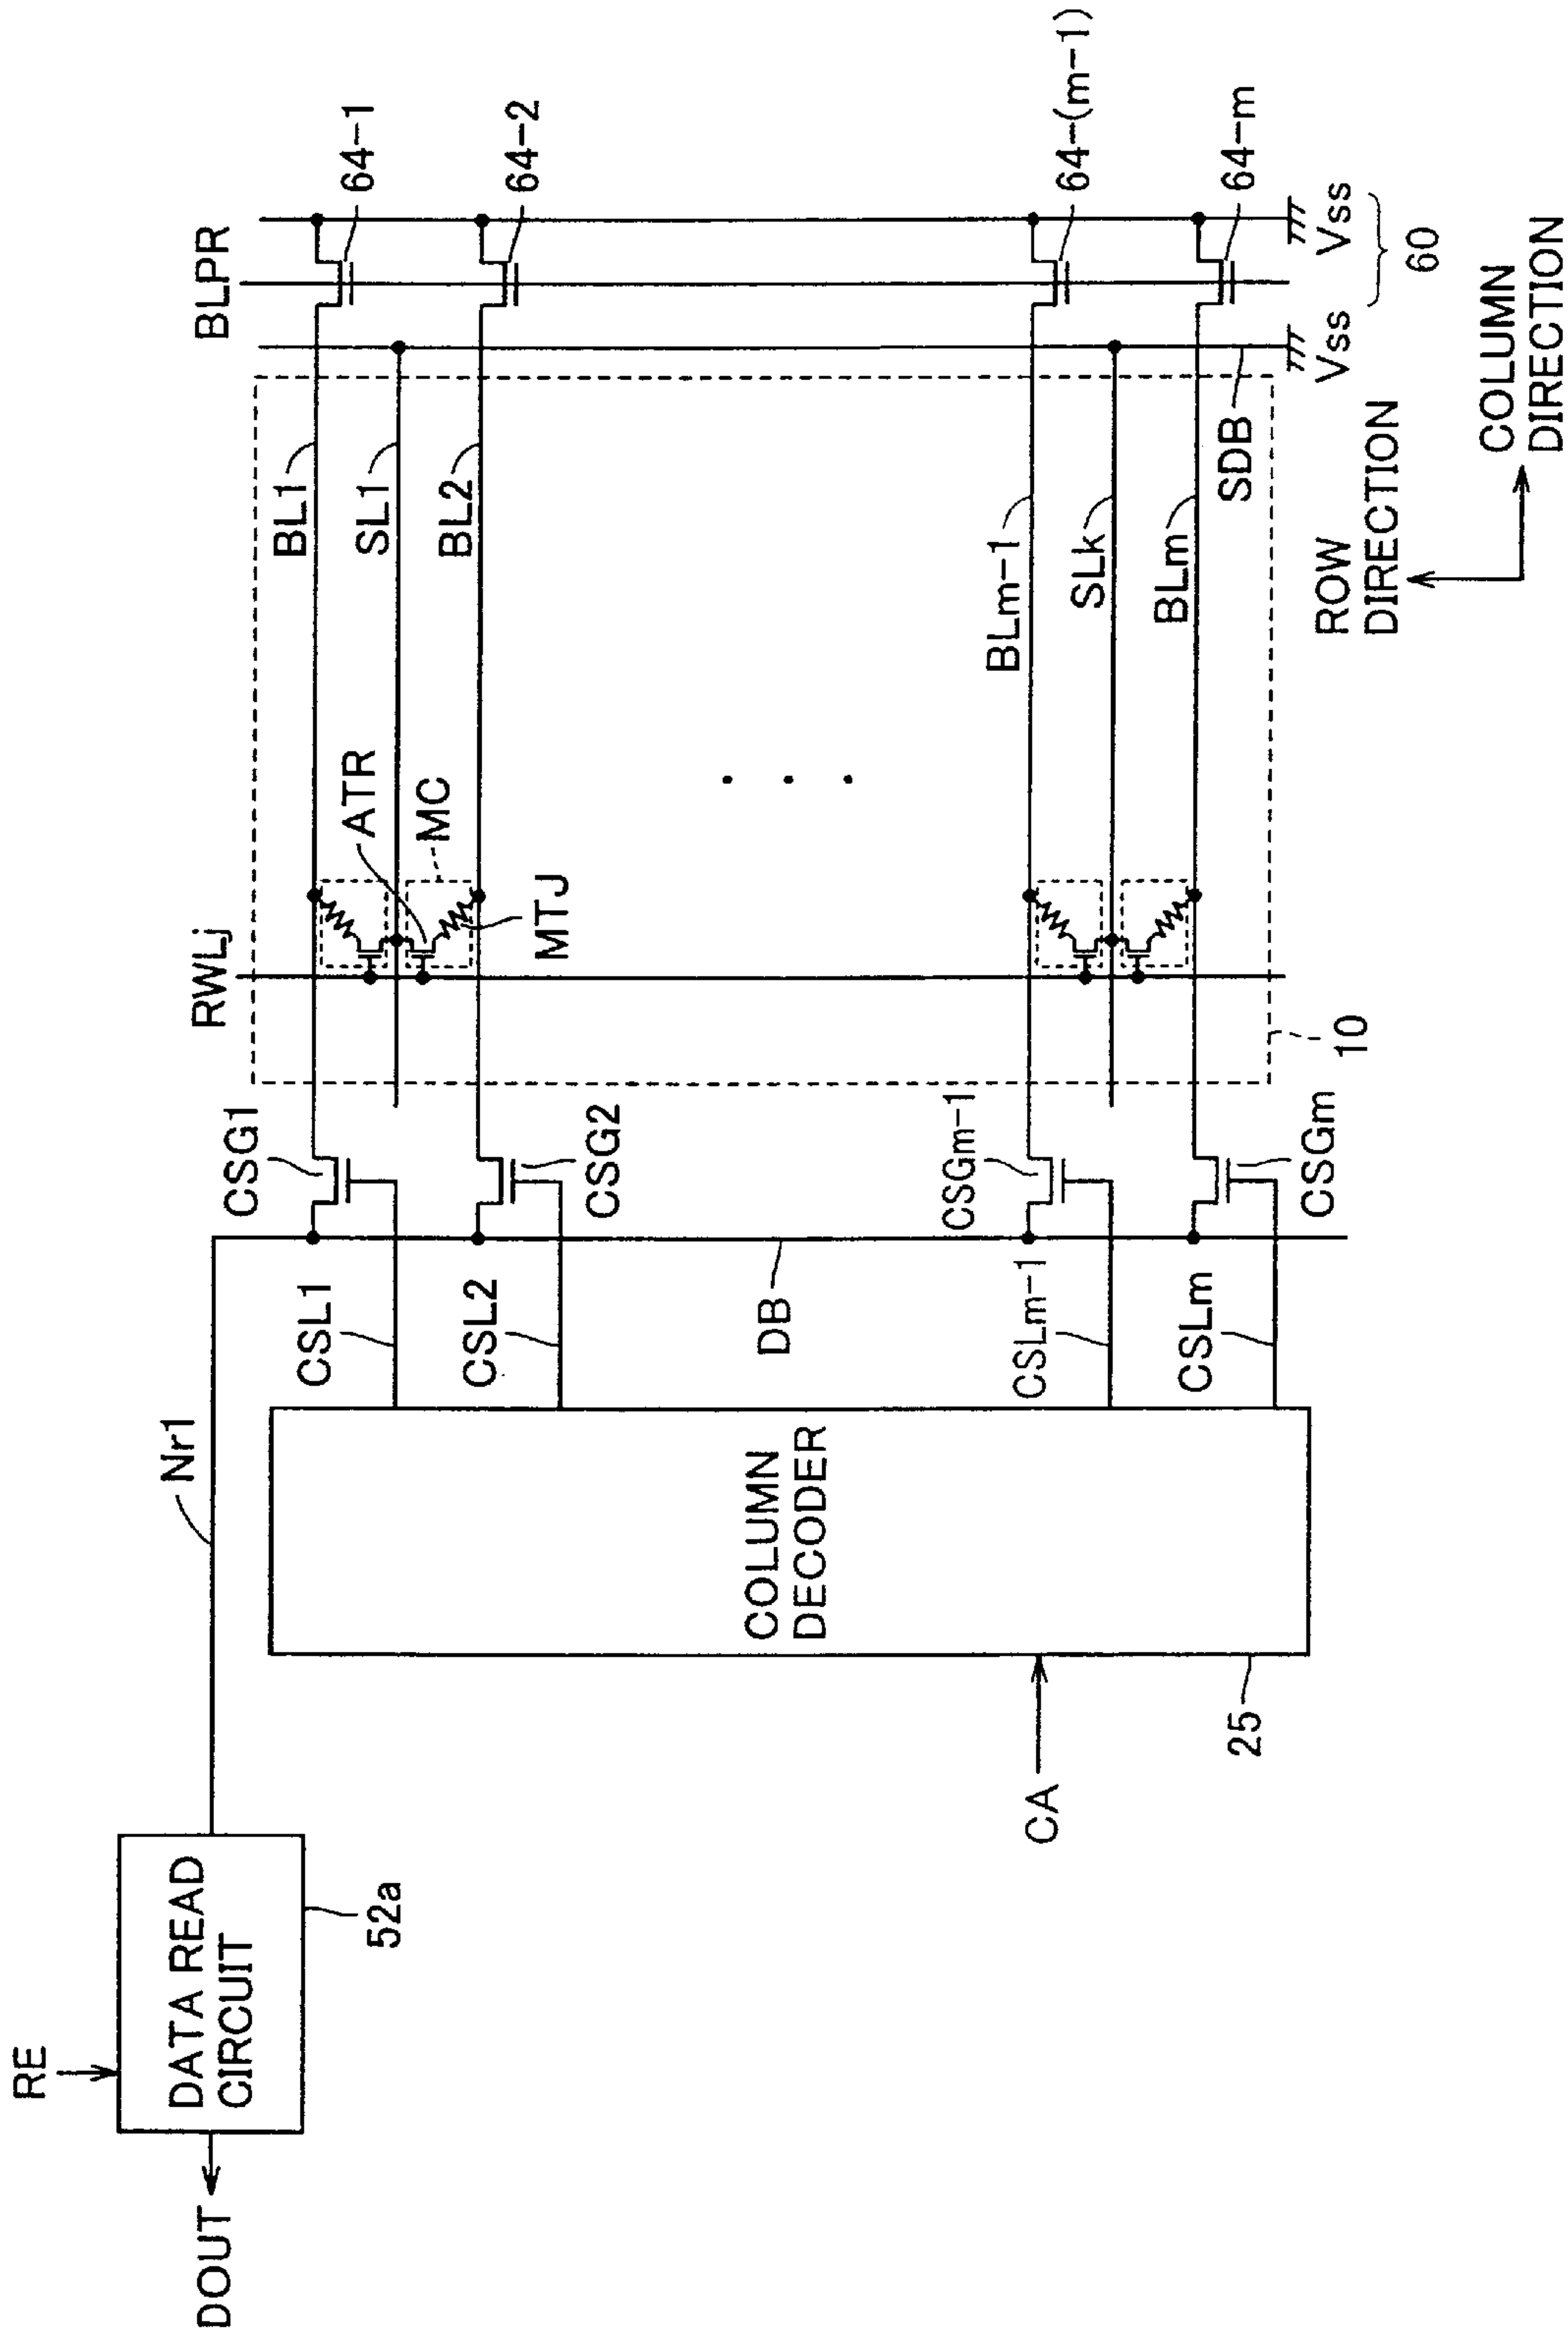 RE
DOUT
DATA READ
CIRCUIT
52a
Nr1
CA
COLUMN
DECODER
25
CSL1
CSL2
DB
CSLm-1
CSLm
CSG1
CSG2
CSGm-1
CSGm
RWLj
10
ATR
MC
MTJ
BL1
SL1
BL2
BLm-1
SLk
BLm
SDB
BLPR
64-1
64-2
64-(m-1)
64-m
Vss
Vss
60
ROW
DIRECTION
COLUMN
DIRECTION